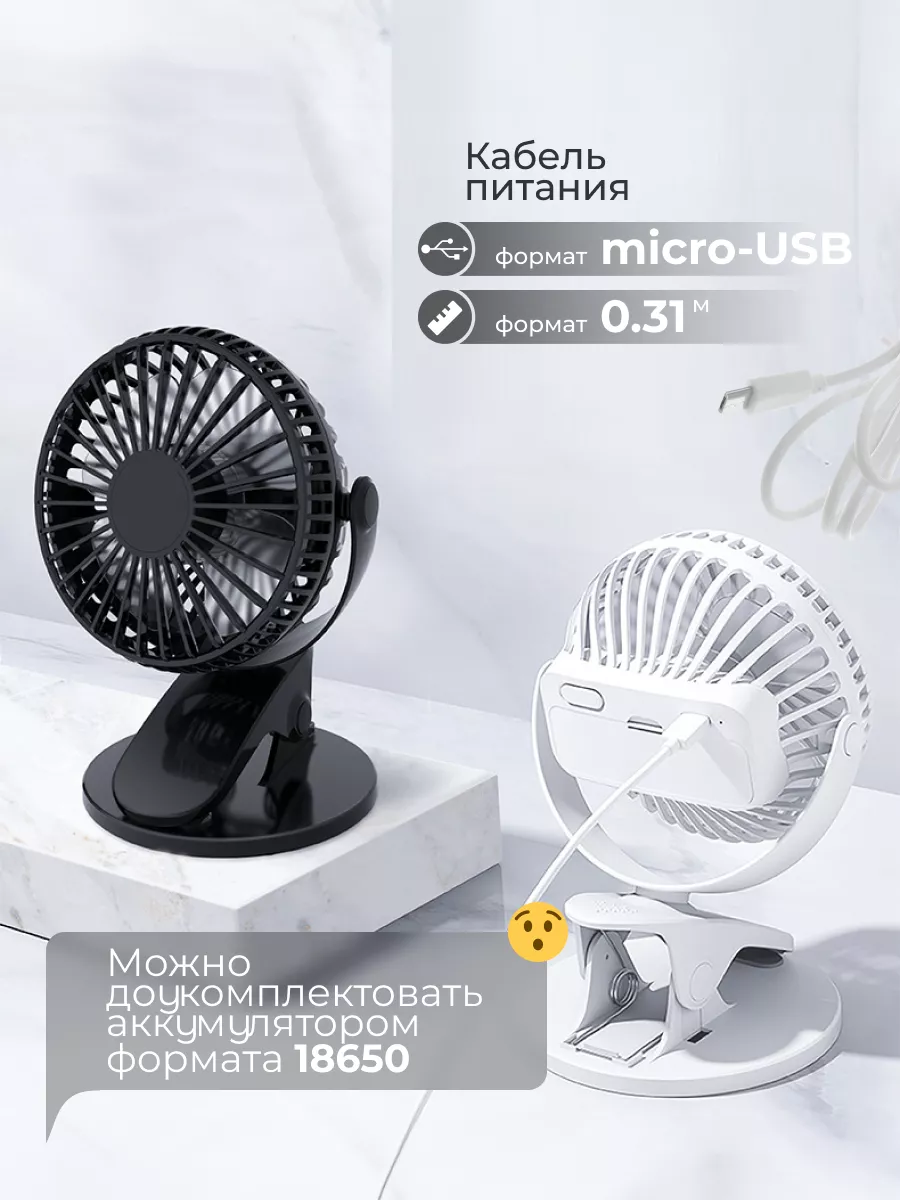 Кабель
питания
формат micro-USB
формат 0.31 м
Можно
доукомплектовать
аккумулятором
формата 18650